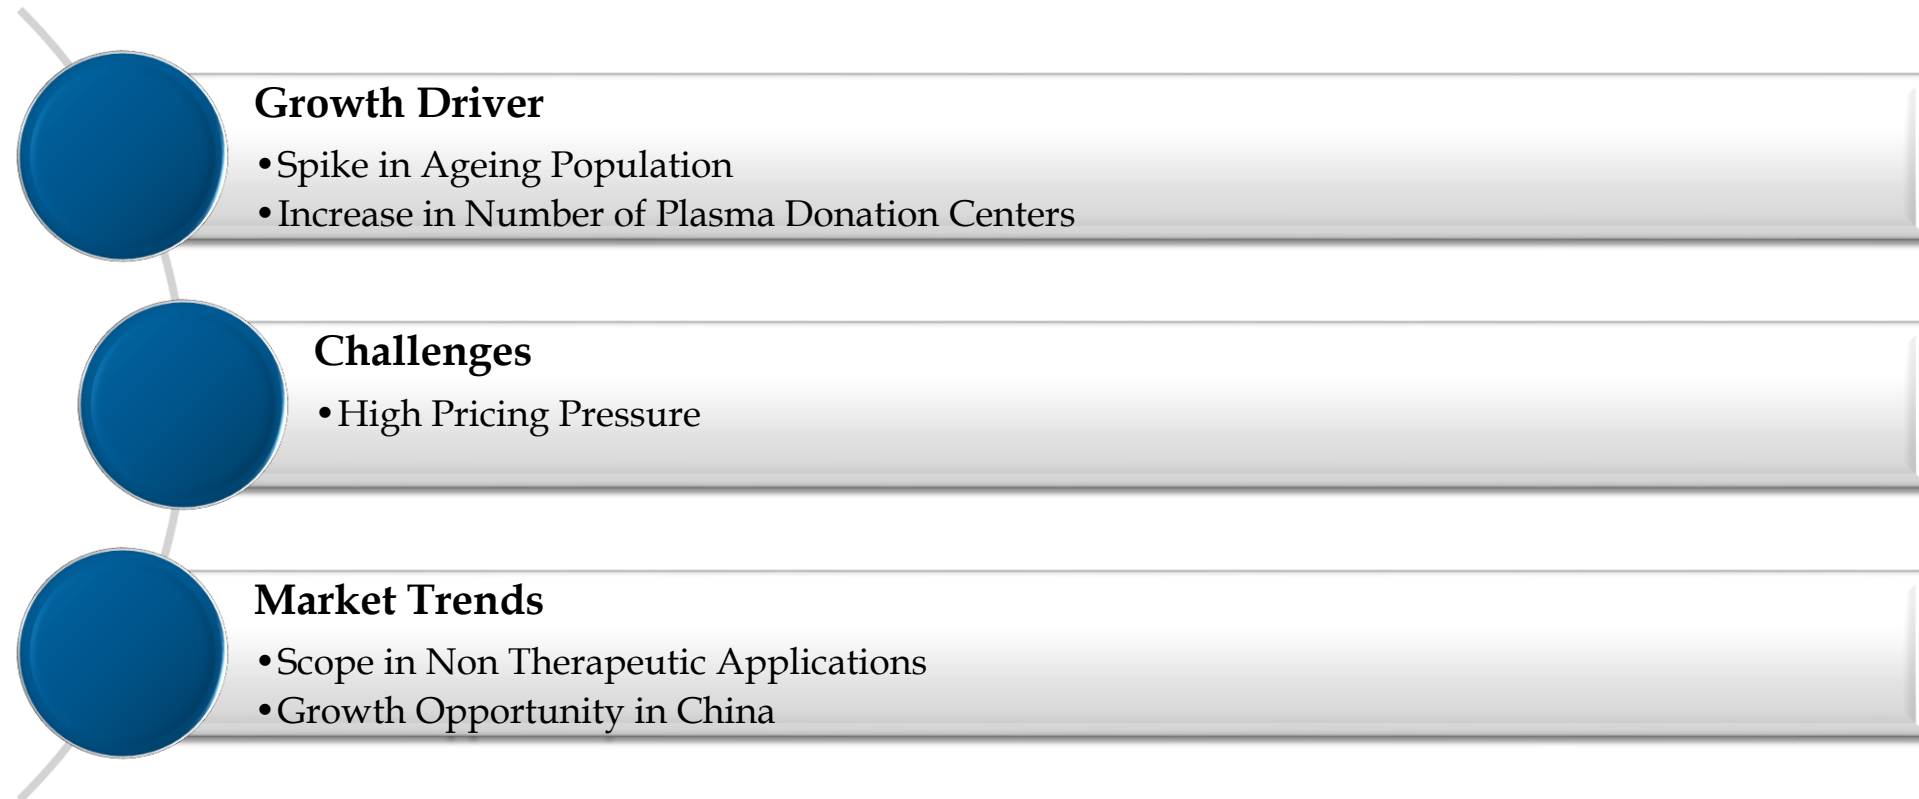 Growth Driver
•Spike in Ageing Population
•Increase in Number of Plasma Donation Centers
Challenges
•High Pricing Pressure
Market Trends
•Scope in Non Therapeutic Applications
•Growth Opportunity in China